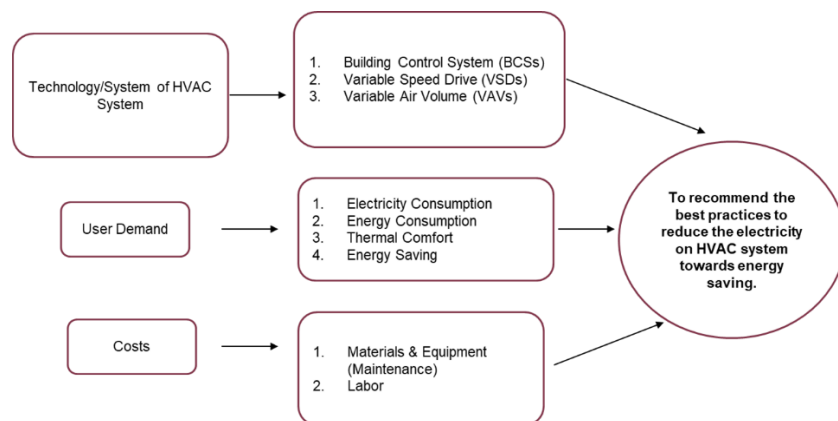 Technology/System of HVAC
System
1. Building Control System (BCSs)
2. Variable Speed Drive (VSDs)
3. Variable Air Volume (VAVs)
User Demand
1. Electricity Consumption
2. Energy Consumption
3. Thermal Comfort
4. Energy Saving
Costs
1. Materials & Equipment
(Maintenance)
2. Labor
To recommend the
best practices to
reduce the electricity
on HVAC system
towards energy
saving.